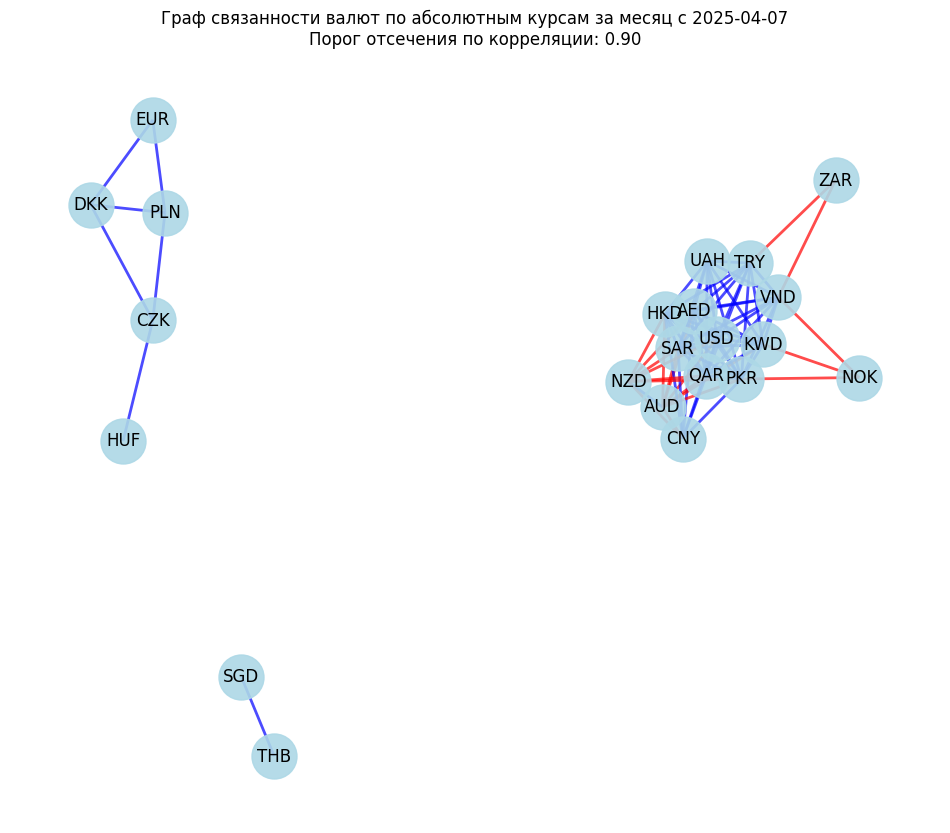 Граф связанности валют по абсолютным курсам за месяц с 2025-04-07
Порог отсечения по корреляции: 0.90
EUR
ZAR
DKK
PLN
UAH
TRY
VND
HKD
AED
CZK
USD
KWD
SAR
NZD
QAR
PKR
NOK
AUD
CNY
HUF
SGD
THB